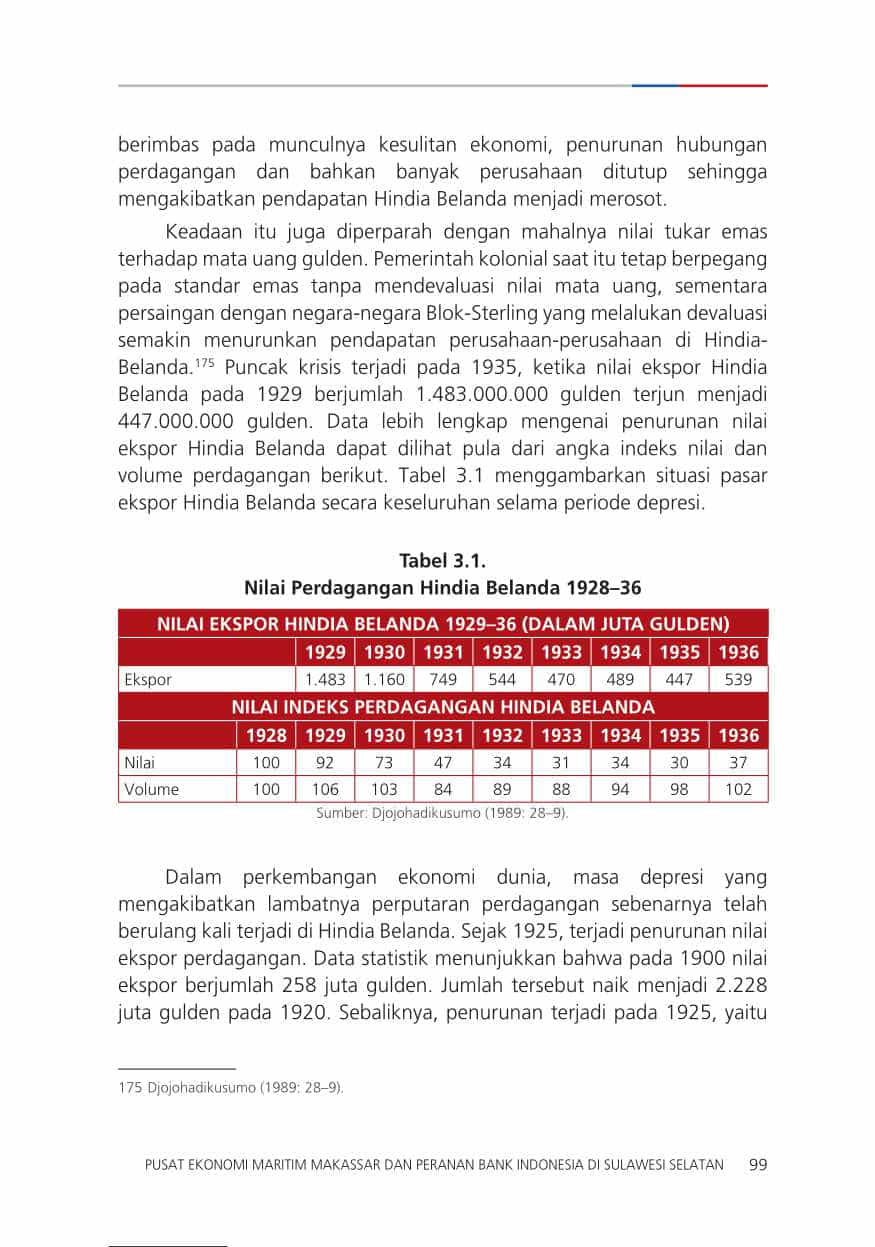 berimbas pada munculnya kesulitan ekonomi, penurunan hubungan
perdagangan dan bahkan banyak perusahaan ditutup sehingga
mengakibatkan pendapatan Hindia Belanda menjadi merosot.
Keadaan itu juga diperparah dengan mahalnya nilai tukar emas
terhadap mata uang gulden. Pemerintah kolonial saat itu tetap berpegang
pada standar emas tanpa mendevaluasi nilai mata uang, sementara
persaingan dengan negara-negara Blok-Sterling yang melalukan devaluasi
semakin menurunkan pendapatan perusahaan-perusahaan di Hindia-
Belanda.175 Puncak krisis terjadi pada 1935, ketika nilai ekspor Hindia
Belanda pada 1929 berjumlah 1.483.000.000 gulden terjun menjadi
447.000.000 gulden. Data lebih lengkap mengenai penurunan nilai
ekspor Hindia Belanda dapat dilihat pula dari angka indeks nilai dan
volume perdagangan berikut. Tabel 3.1 menggambarkan situasi pasar
ekspor Hindia Belanda secara keseluruhan selama periode depresi.
Tabel 3.1.
Nilai Perdagangan Hindia Belanda 1928–36
NILAI EKSPOR HINDIA BELANDA 1929–36 (DALAM JUTA GULDEN)
1929 1930 1931 1932 1933 1934 1935 1936
Ekspor 1.483 1.160 749 544 470 489 447 539
NILAI INDEKS PERDAGANGAN HINDIA BELANDA
1928 1929 1930 1931 1932 1933 1934 1935 1936
Nilai 100 92 73 47 34 31 34 30 37
Volume 100 106 103 84 89 88 94 98 102
Sumber: Djojohadikusumo (1989: 28–9).
Dalam perkembangan ekonomi dunia, masa depresi yang
mengakibatkan lambatnya perputaran perdagangan sebenarnya telah
berulang kali terjadi di Hindia Belanda. Sejak 1925, terjadi penurunan nilai
ekspor perdagangan. Data statistik menunjukkan bahwa pada 1900 nilai
ekspor berjumlah 258 juta gulden. Jumlah tersebut naik menjadi 2.228
juta gulden pada 1920. Sebaliknya, penurunan terjadi pada 1925, yaitu
175 Djojohadikusumo (1989: 28–9).
PUSAT EKONOMI MARITIM MAKASSAR DAN PERANAN BANK INDONESIA DI SULAWESI SELATAN 99